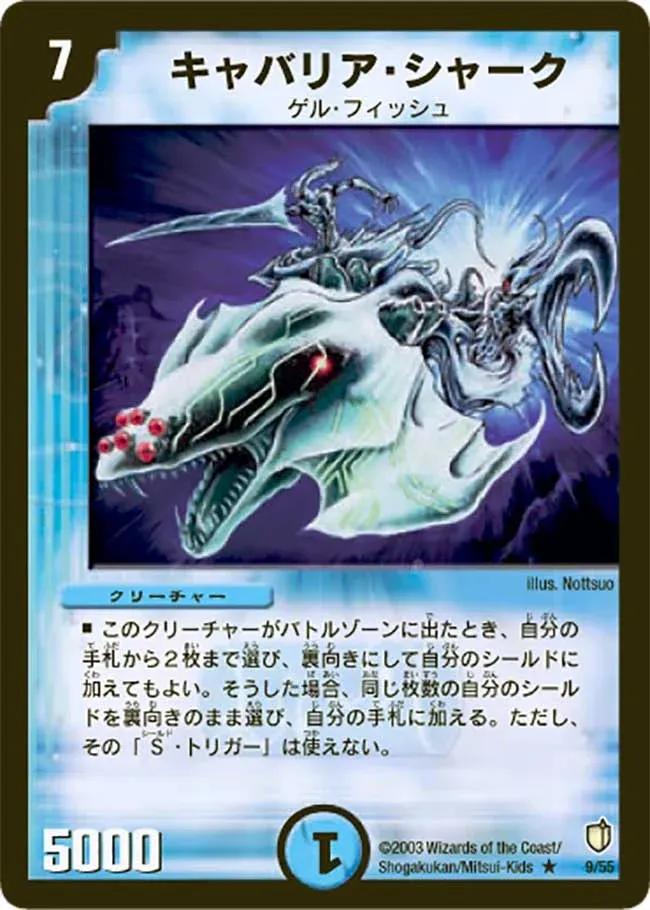 7
キャバリア・シャーク
ゲル・フィッシュ
illus. Nottsuo
クリーチャー
■ このクリーチャーがバトルゾーンに出たとき、自分の
手札から2枚まで選び、裏向きにして自分のシールドに
加えてもよい。そうした場合、同じ枚数の自分のシール
ドを裏向きのまま選び、自分の手札に加える。ただし、
その「S・トリガー」は使えない。
5000
1
©2003 Wizards of the Coast/
Shogakukan/Mitsui-Kids ★ 9/55